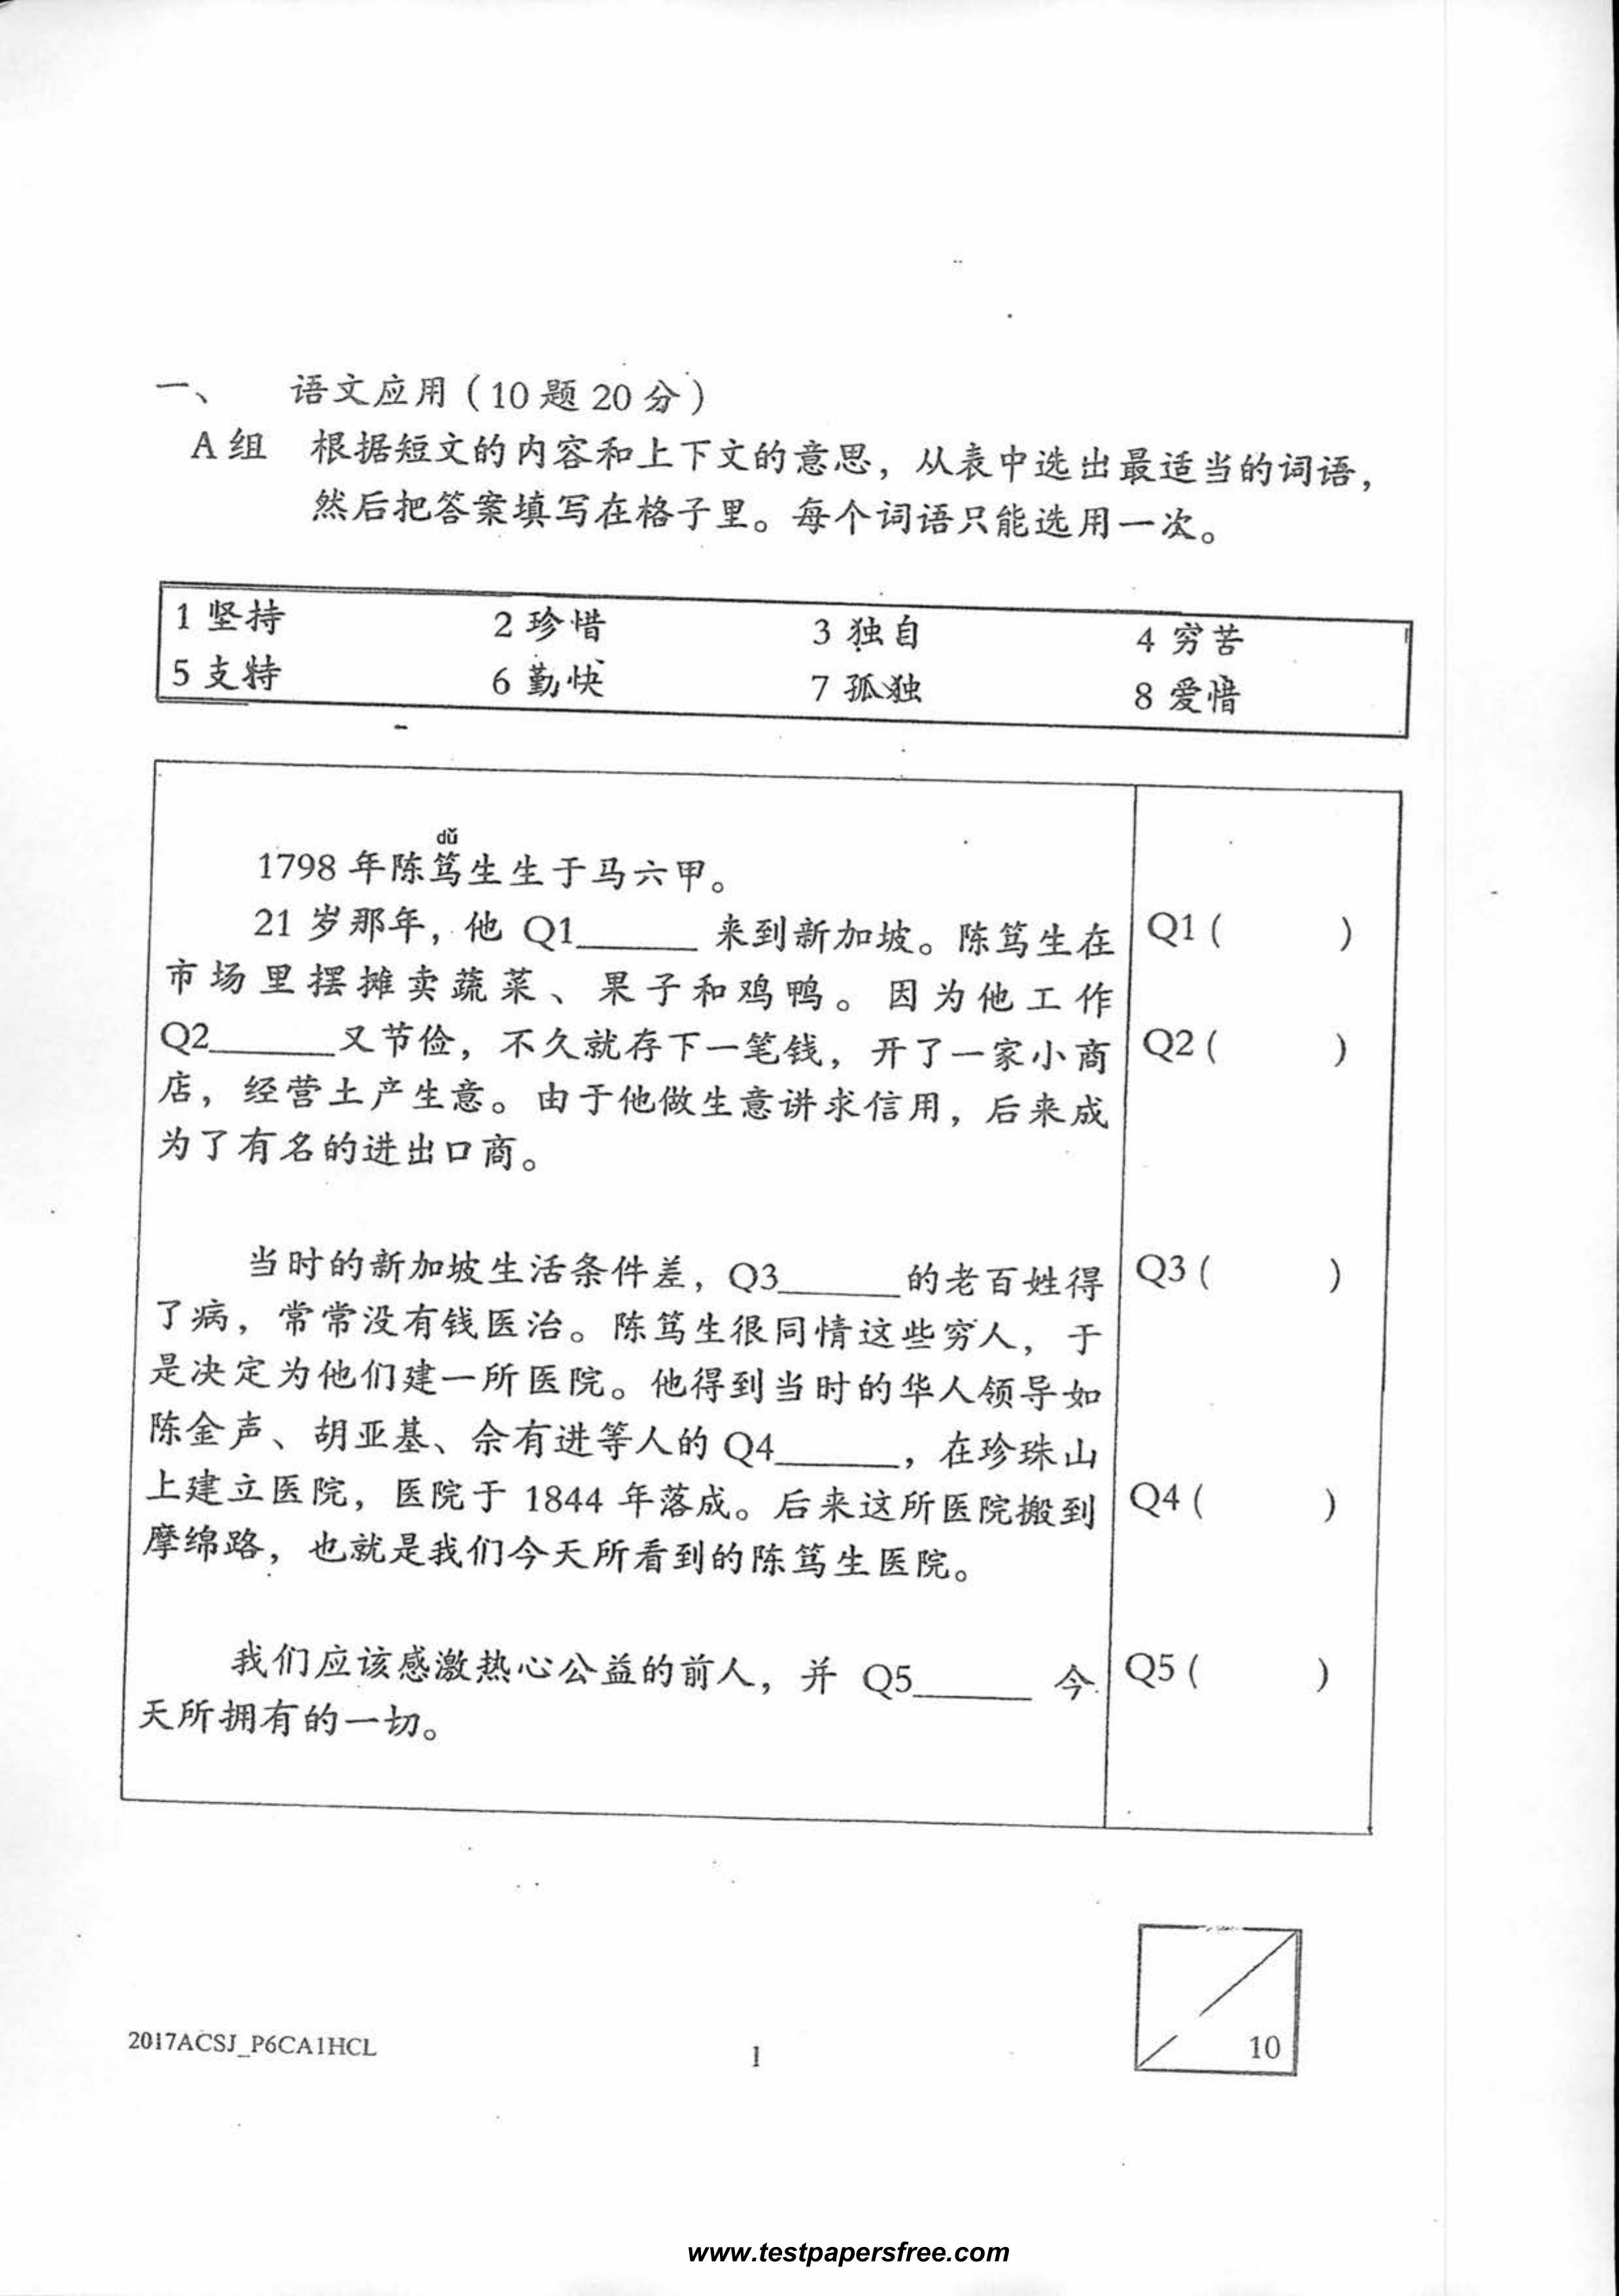 一、 语文应用（10 题 20 分）
A 组 根据短文的内容和上下文的意思，从表中选出最适当的词语，
然后把答案填写在格子里。每个词语只能选用一次。
1 坚持 2 珍惜 3 独自 4 穷苦
5 支持 6 勤快 7 孤独 8 爱惜
dǔ
1798 年陈笃生生于马六甲。
21 岁那年，他 Q1______ 来到新加坡。陈笃生在
市场里摆摊卖蔬菜、果子和鸡鸭。因为他工作
Q2______又节俭，不久就存下一笔钱，开了一家小商
店，经营土产生意。由于他做生意讲求信用，后来成
为了有名的进出口商。
当时的新加坡生活条件差，Q3______的老百姓得
了病，常常没有钱医治。陈笃生很同情这些穷人，于
是决定为他们建一所医院。他得到当时的华人领导如
陈金声、胡亚基、佘有进等人的 Q4______，在珍珠山
上建立医院，医院于 1844 年落成。后来这所医院搬到
摩绵路，也就是我们今天所看到的陈笃生医院。
我们应该感激热心公益的前人，并 Q5______ 今
天所拥有的一切。
Q1 ( )
Q2 ( )
Q3 ( )
Q4 ( )
Q5 ( )
10
2017ACSJ_P6CA1HCL
1
www.testpapersfree.com